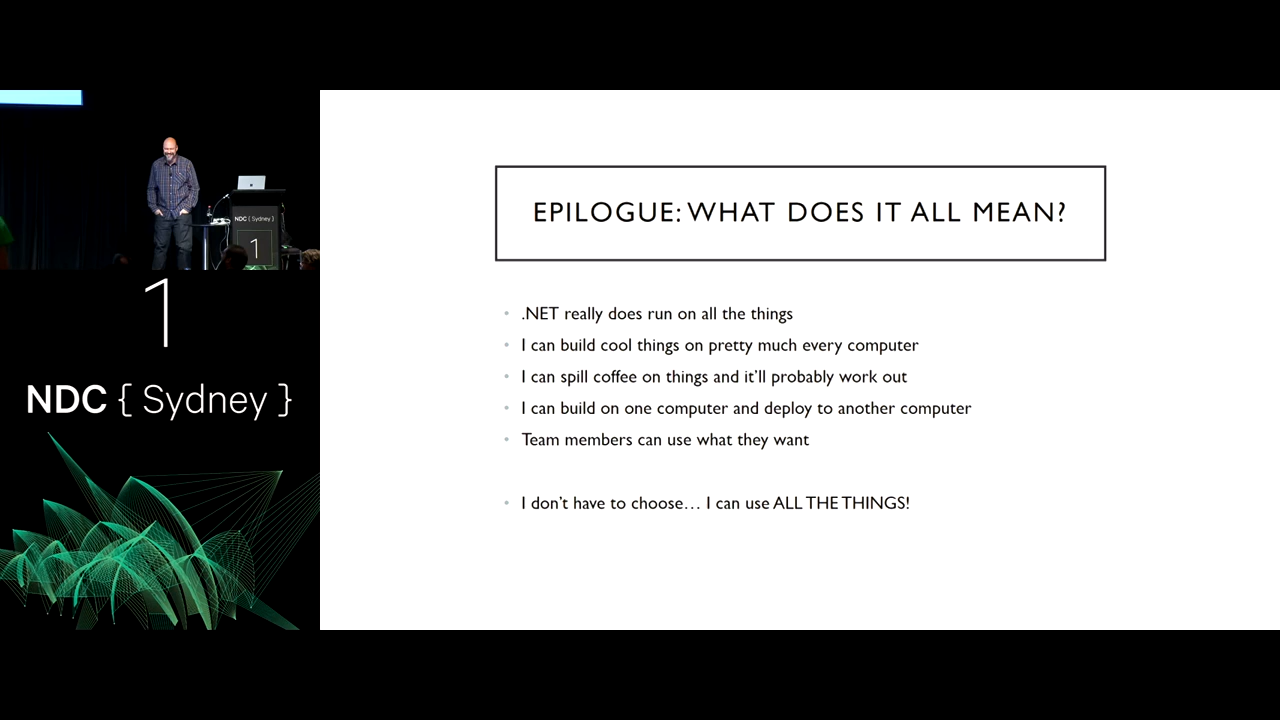 NDC { Sydney }
1
1
NDC { Sydney }
EPILOGUE: WHAT DOES IT ALL MEAN?
• .NET really does run on all the things
• I can build cool things on pretty much every computer
• I can spill coffee on things and it'll probably work out
• I can build on one computer and deploy to another computer
• Team members can use what they want
• I don't have to choose... I can use ALL THE THINGS!